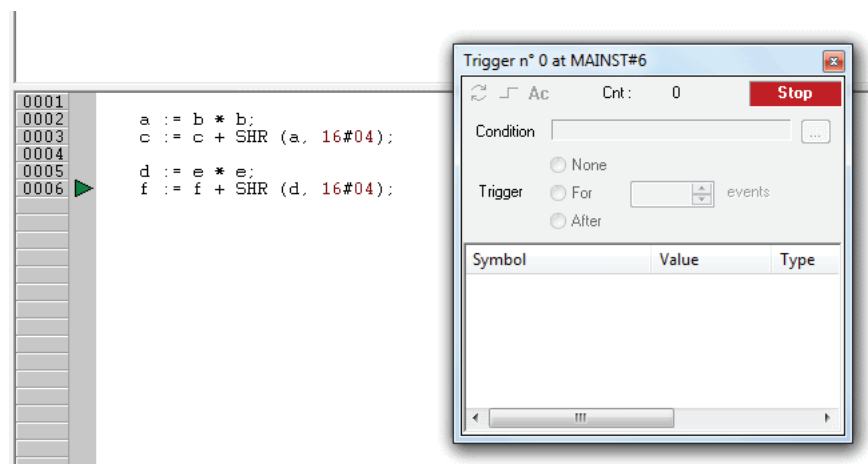 0001
0002 a := b * b;
0003 c := c + SHR (a, 16#04);
0004
0005 d := e * e;
0006 f := f + SHR (d, 16#04);
Trigger n° 0 at MAINST#6
Ac Cnt: 0 Stop
Condition ...
None
Trigger For events
After
Symbol Value Type